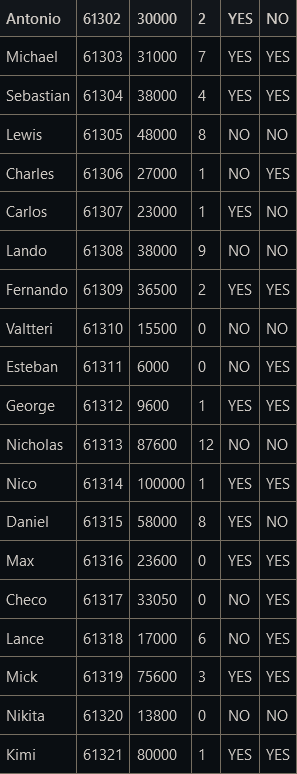 Antonio 61302 30000 2 YES NO
Michael 61303 31000 7 YES YES
Sebastian 61304 38000 4 YES YES
Lewis 61305 48000 8 NO NO
Charles 61306 27000 1 NO YES
Carlos 61307 23000 1 YES NO
Lando 61308 38000 9 NO NO
Fernando 61309 36500 2 YES YES
Valtteri 61310 15500 0 NO NO
Esteban 61311 6000 0 NO YES
George 61312 9600 1 YES YES
Nicholas 61313 87600 12 NO NO
Nico 61314 100000 1 YES YES
Daniel 61315 58000 8 YES NO
Max 61316 23600 0 YES YES
Checo 61317 33050 0 NO YES
Lance 61318 17000 6 NO YES
Mick 61319 75600 3 YES YES
Nikita 61320 13800 0 NO NO
Kimi 61321 80000 1 YES YES